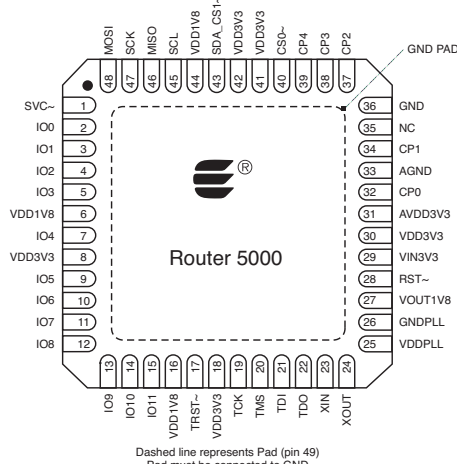 MOSI
SCK
MISO
SCL
VDD1V8
SDA_CS1~
VDD3V3
VDD3V3
CS0~
CP4
CP3
CP2
48
47
46
45
44
43
42
41
40
39
38
37
GND PAD
SVC~ 1
IO0 2
IO1 3
IO2 4
IO3 5
VDD1V8 6
IO4 7
VDD3V3 8
IO5 9
IO6 10
IO7 11
IO8 12
36 GND
35 NC
34 CP1
33 AGND
32 CP0
31 AVDD3V3
30 VDD3V3
29 VIN3V3
28 RST~
27 VOUT1V8
26 GNDPLL
25 VDDPLL
®
Router 5000
13
14
15
16
17
18
19
20
21
22
23
24
IO9
IO10
IO11
VDD1V8
TRST~
VDD3V3
TCK
TMS
TDI
TDO
XIN
XOUT
Dashed line represents Pad (pin 49)
Pad must be connected to GND